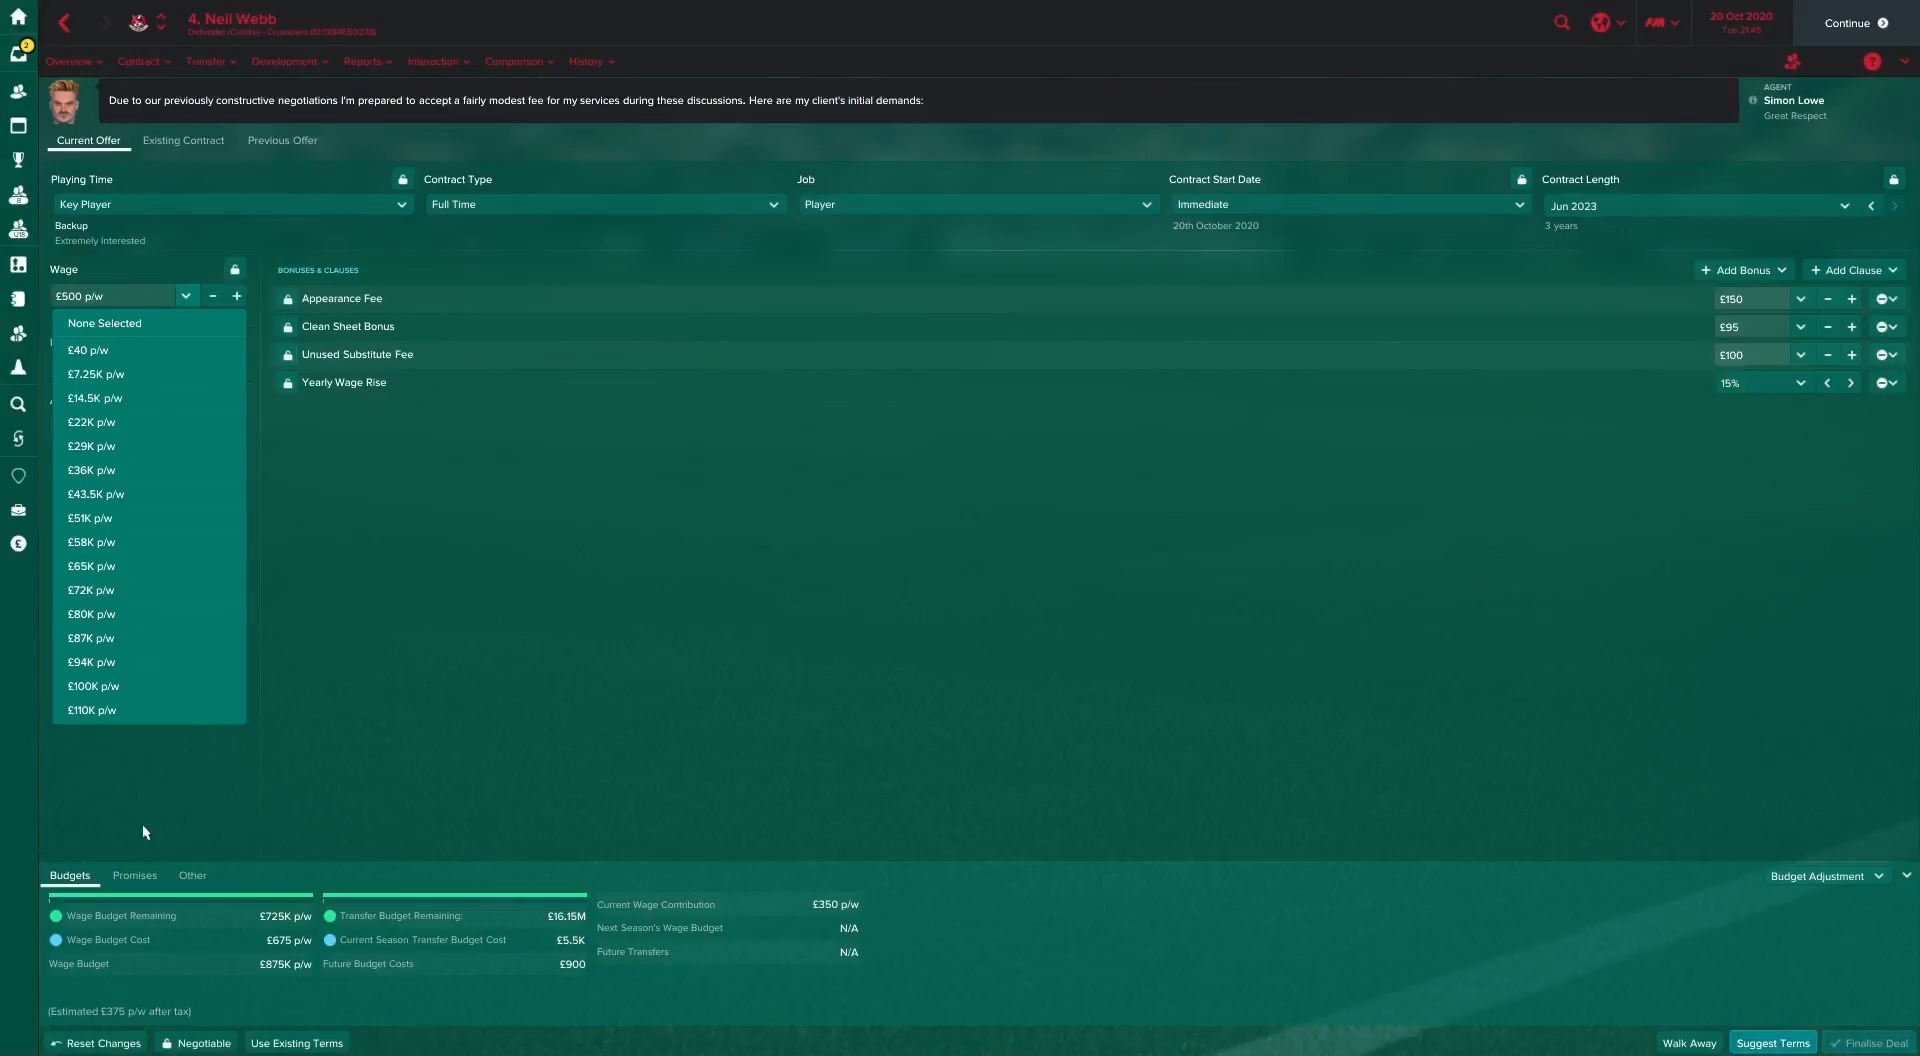 4. Neil Webb
Defender (Centre) - Crusaders
20 Oct 2020
Tue 21:45
Continue
2
FM
Overview
Contract
Transfer
Development
Reports
Interaction
Comparison
History
?
Due to our previously constructive negotiations I'm prepared to accept a fairly modest fee for my services during these discussions. Here are my client's initial demands:
AGENT
Simon Lowe
Great Respect
Current Offer
Existing Contract
Previous Offer
Playing Time
Contract Type
Job
Contract Start Date
Contract Length
Key Player
Full Time
Player
Immediate
Jun 2023
Backup
Extremely Interested
20th October 2020
3 years
Wage
BONUSES & CLAUSES
+ Add Bonus
+ Add Clause
£500 p/w
- +
Appearance Fee
£150
- +
Clean Sheet Bonus
£95
- +
Unused Substitute Fee
£100
- +
Yearly Wage Rise
15%
None Selected
£40 p/w
£7.25K p/w
£14.5K p/w
£22K p/w
£29K p/w
£36K p/w
£43.5K p/w
£51K p/w
£58K p/w
£65K p/w
£72K p/w
£80K p/w
£87K p/w
£94K p/w
£100K p/w
£110K p/w
B
U18
£
Budgets
Promises
Other
Budget Adjustment
Wage Budget Remaining £725K p/w
Wage Budget Cost £675 p/w
Wage Budget £875K p/w
Transfer Budget Remaining: £16.15M
Current Season Transfer Budget Cost £5.5K
Future Budget Costs £900
Current Wage Contribution £350 p/w
Next Season's Wage Budget N/A
Future Transfers N/A
(Estimated £375 p/w after tax)
Reset Changes
Negotiable
Use Existing Terms
Walk Away
Suggest Terms
Finalise Deal